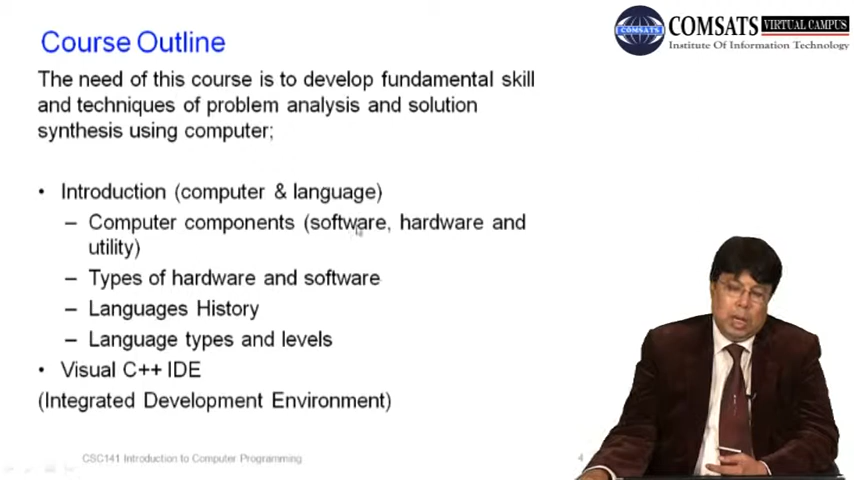 Course Outline
COMSATS VIRTUAL CAMPUS
COMSATS
Institute Of Information Technology
The need of this course is to develop fundamental skill
and techniques of problem analysis and solution
synthesis using computer;
• Introduction (computer & language)
– Computer components (software, hardware and
utility)
– Types of hardware and software
– Languages History
– Language types and levels
• Visual C++ IDE
(Integrated Development Environment)
CSC141 Introduction to Computer Programming
4